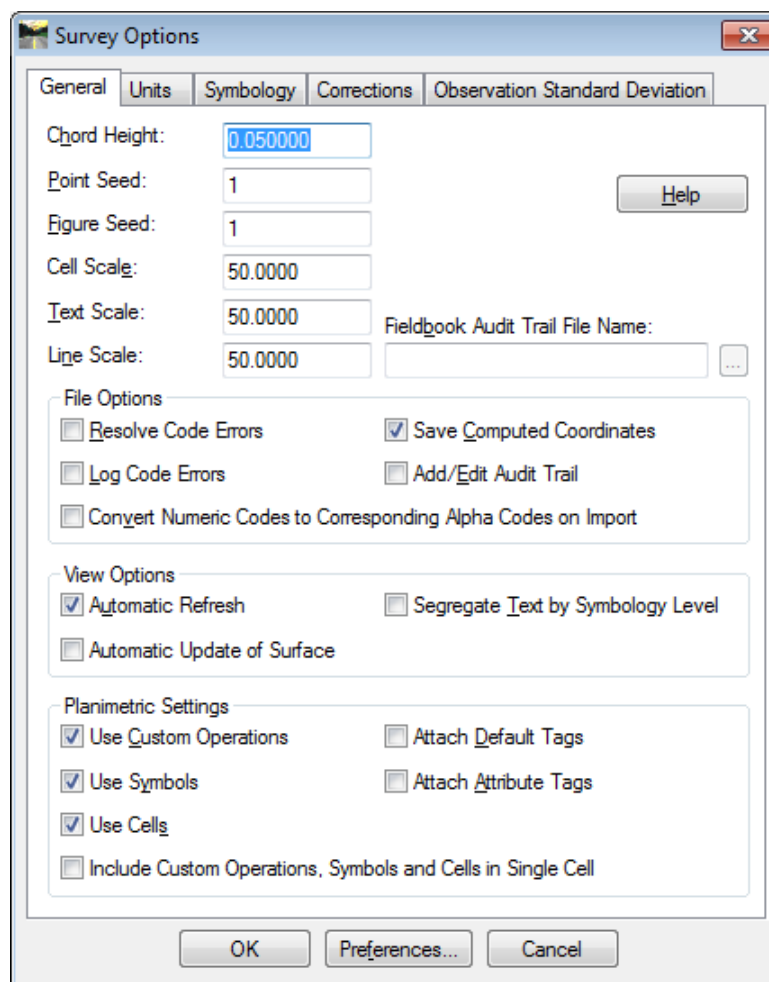 Survey Options
General Units Symbology Corrections Observation Standard Deviation
Chord Height: 0.050000
Point Seed: 1
Help
Figure Seed: 1
Cell Scale: 50.0000
Text Scale: 50.0000
Fieldbook Audit Trail File Name:
Line Scale: 50.0000
...
File Options
Resolve Code Errors Save Computed Coordinates
Log Code Errors Add/Edit Audit Trail
Convert Numeric Codes to Corresponding Alpha Codes on Import
View Options
Automatic Refresh Segregate Text by Symbology Level
Automatic Update of Surface
Planimetric Settings
Use Custom Operations Attach Default Tags
Use Symbols Attach Attribute Tags
Use Cells
Include Custom Operations, Symbols and Cells in Single Cell
OK Preferences... Cancel